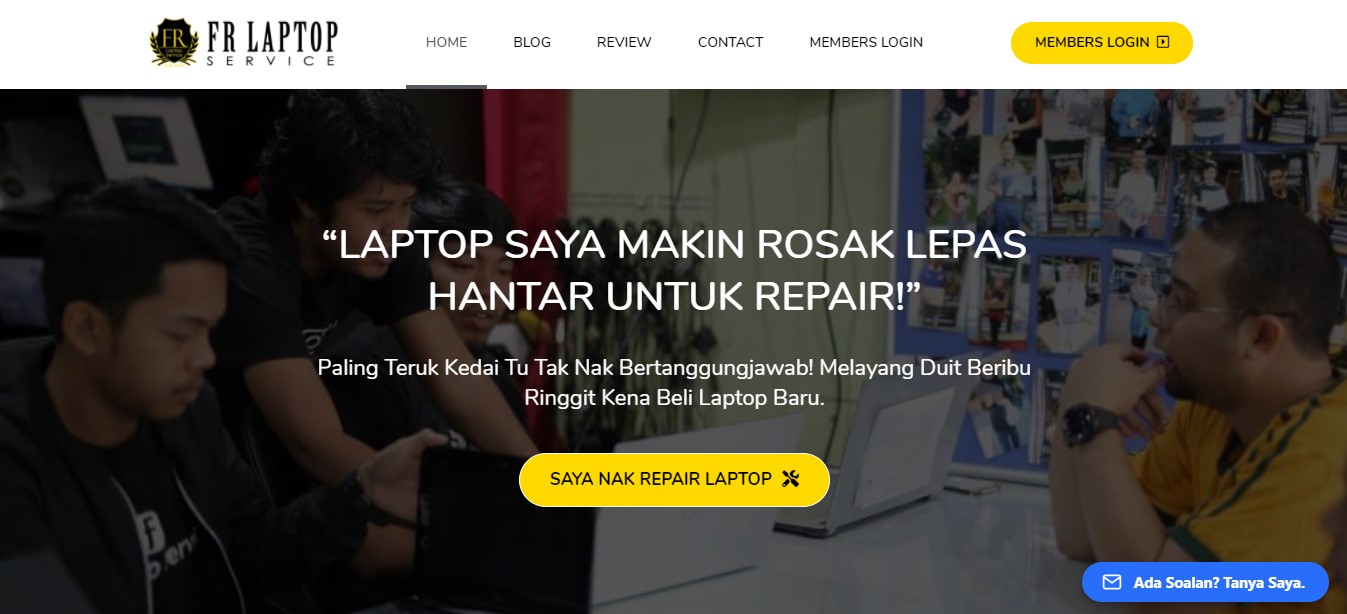 FR
FR LAPTOP
SERVICE
HOME
BLOG
REVIEW
CONTACT
MEMBERS LOGIN
MEMBERS LOGIN
“LAPTOP SAYA MAKIN ROSAK LEPAS
HANTAR UNTUK REPAIR!”
Paling Teruk Kedai Tu Tak Nak Bertanggungjawab! Melayang Duit Beribu
Ringgit Kena Beli Laptop Baru.
SAYA NAK REPAIR LAPTOP
Ada Soalan? Tanya Saya.